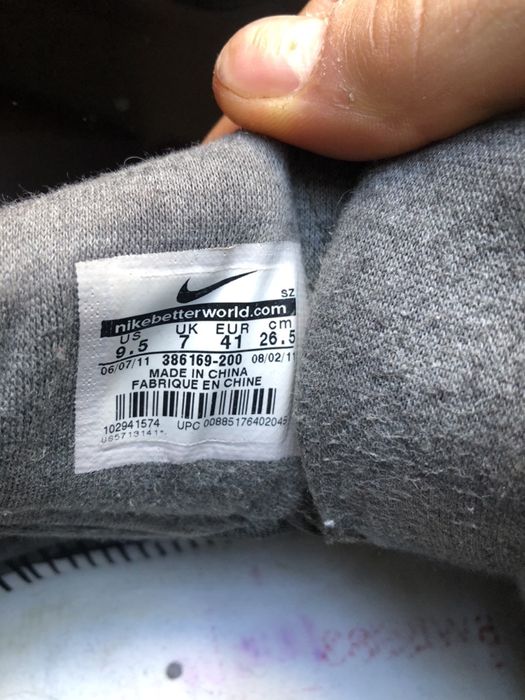 SZ
nikebetterworld.com
US UK EUR cm
9.5 7 41 26.5
06/07/11 386169-200 08/02/11
MADE IN CHINA
FABRIQUE EN CHINE
102941574 UPC 00885176402045